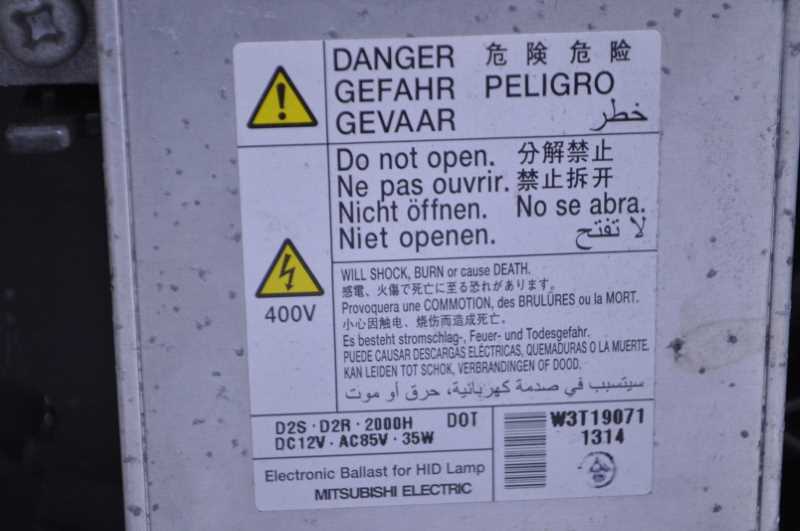 DANGER 危険 危险
GEFAHR PELIGRO
GEVAAR خطر
Do not open. 分解禁止
Ne pas ouvrir. 禁止拆开
Nicht öffnen. No se abra.
Niet openen. لا تفتح
400V
WILL SHOCK, BURN or cause DEATH.
感電、火傷で死亡に至る恐れがあります。
Provoquera une COMMOTION, des BRULÜRES ou la MORT.
小心因触电、烧伤而造成死亡。
Es besteht stromschlag-, Feuer- und Todesgefahr.
PUEDE CAUSAR DESCARGAS ELÉCTRICAS, QUEMADURAS O LA MUERTE.
KAN LEIDEN TOT SCHOK, VERBRANDINGEN OF DOOD.
سيتسبب في صدمة كهربائية، حرق أو موت
D2S · D2R · 2000H DOT
DC12V · AC85V · 35W
Electronic Ballast for HID Lamp
MITSUBISHI ELECTRIC
W3T19071
1314